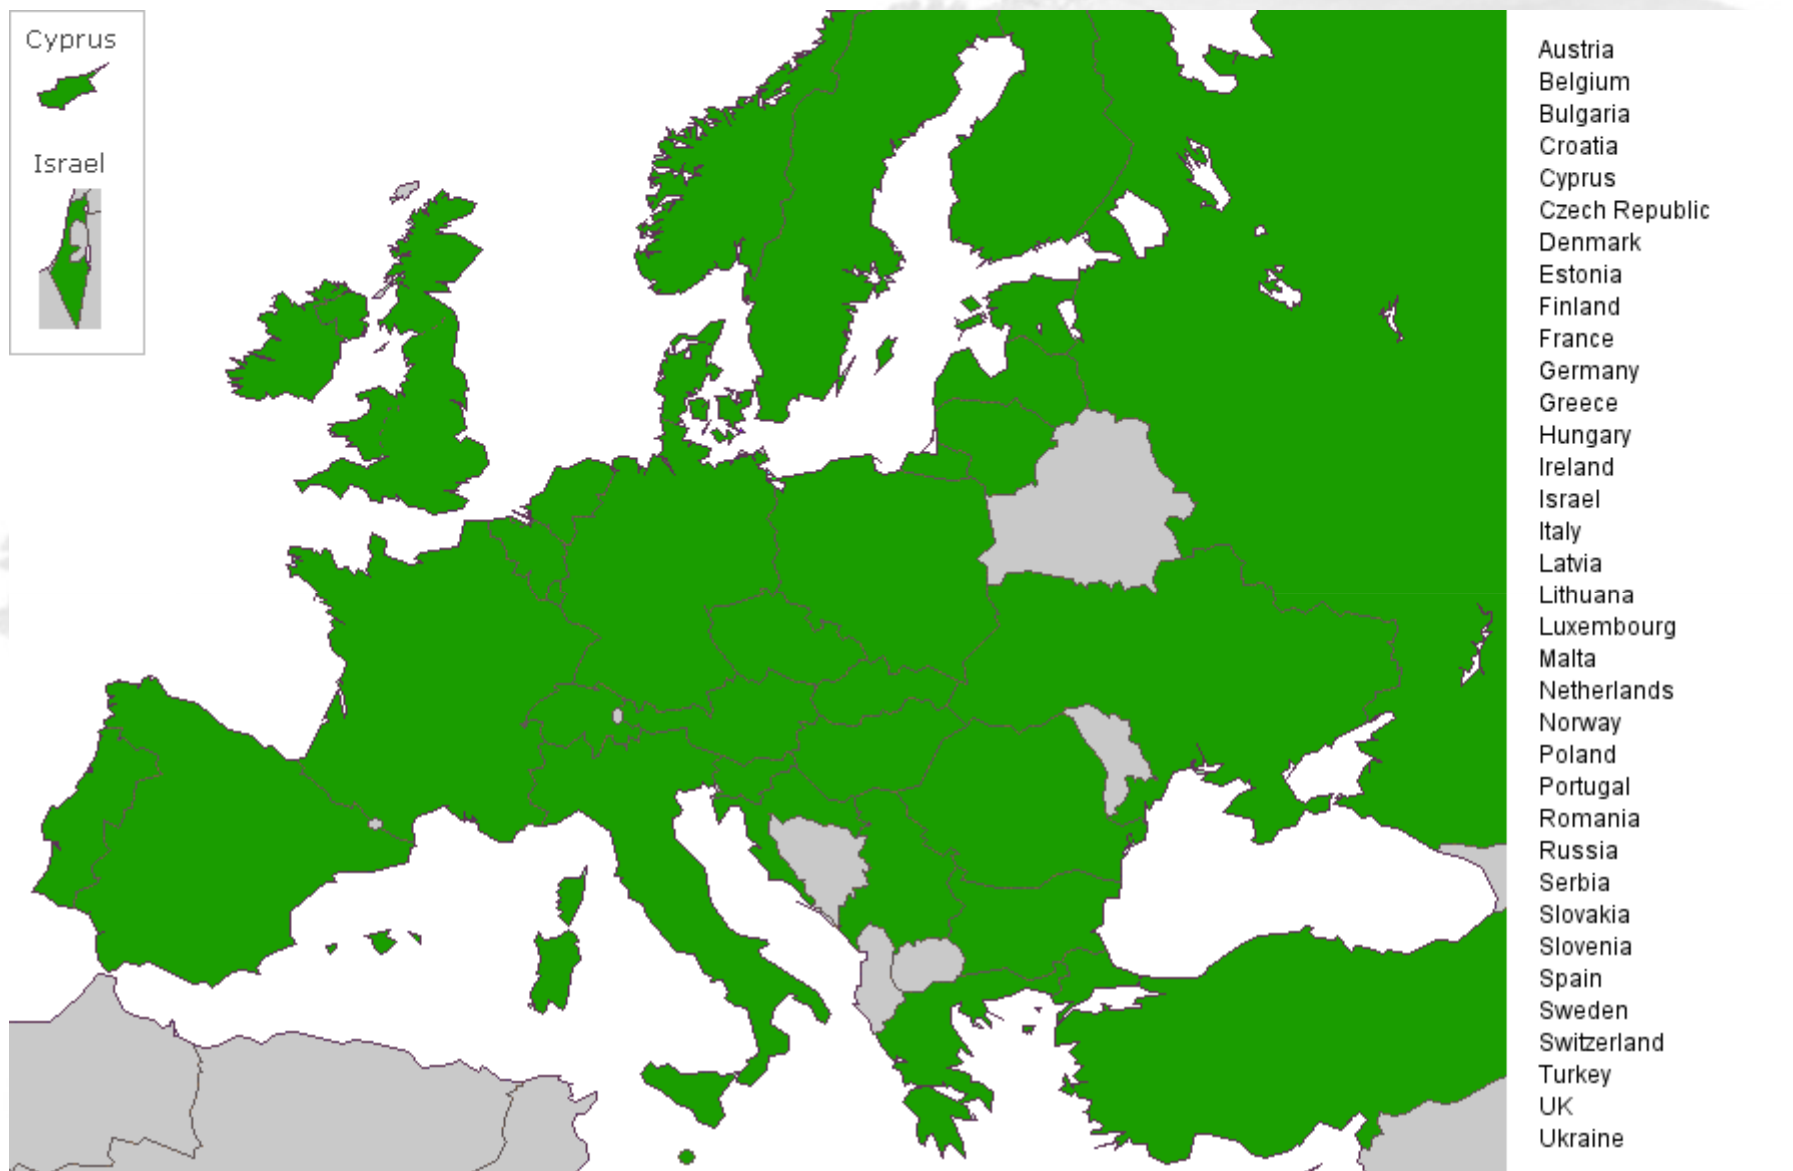 Cyprus
Israel
Austria
Belgium
Bulgaria
Croatia
Cyprus
Czech Republic
Denmark
Estonia
Finland
France
Germany
Greece
Hungary
Ireland
Israel
Italy
Latvia
Lithuana
Luxembourg
Malta
Netherlands
Norway
Poland
Portugal
Romania
Russia
Serbia
Slovakia
Slovenia
Spain
Sweden
Switzerland
Turkey
UK
Ukraine